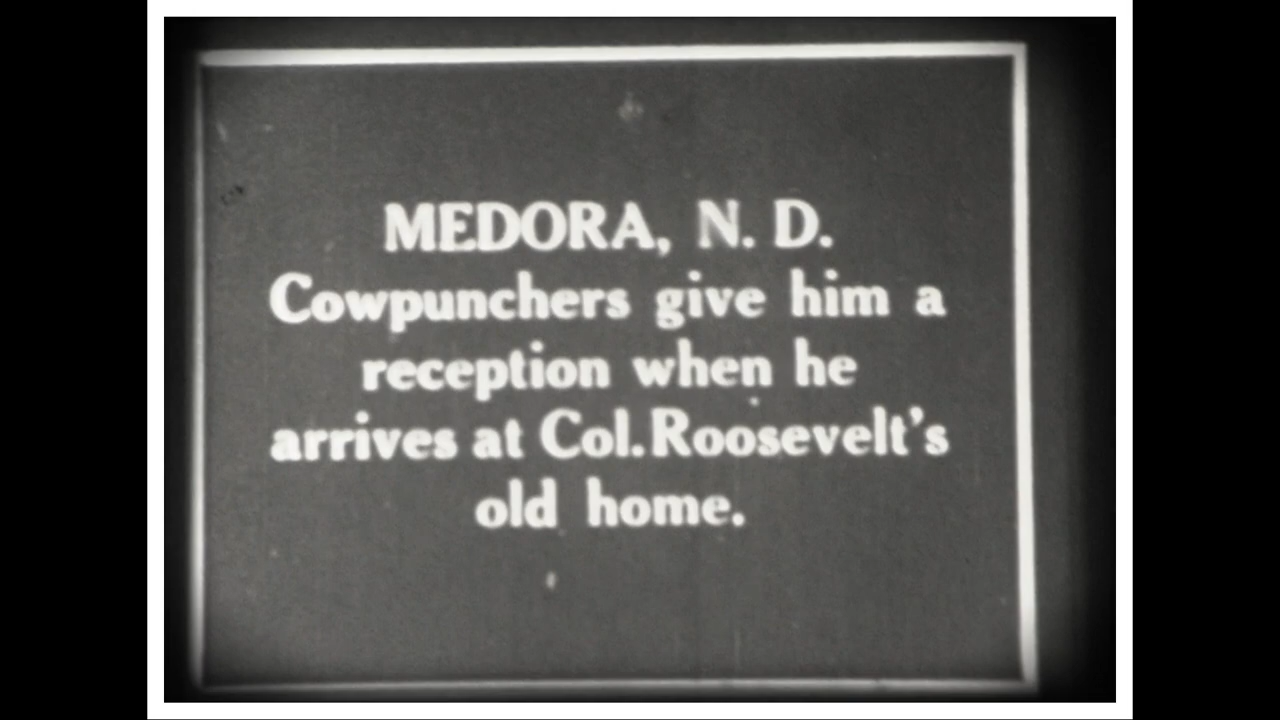 MEDORA, N. D.
Cowpunchers give him a
reception when he
arrives at Col. Roosevelt's
old home.